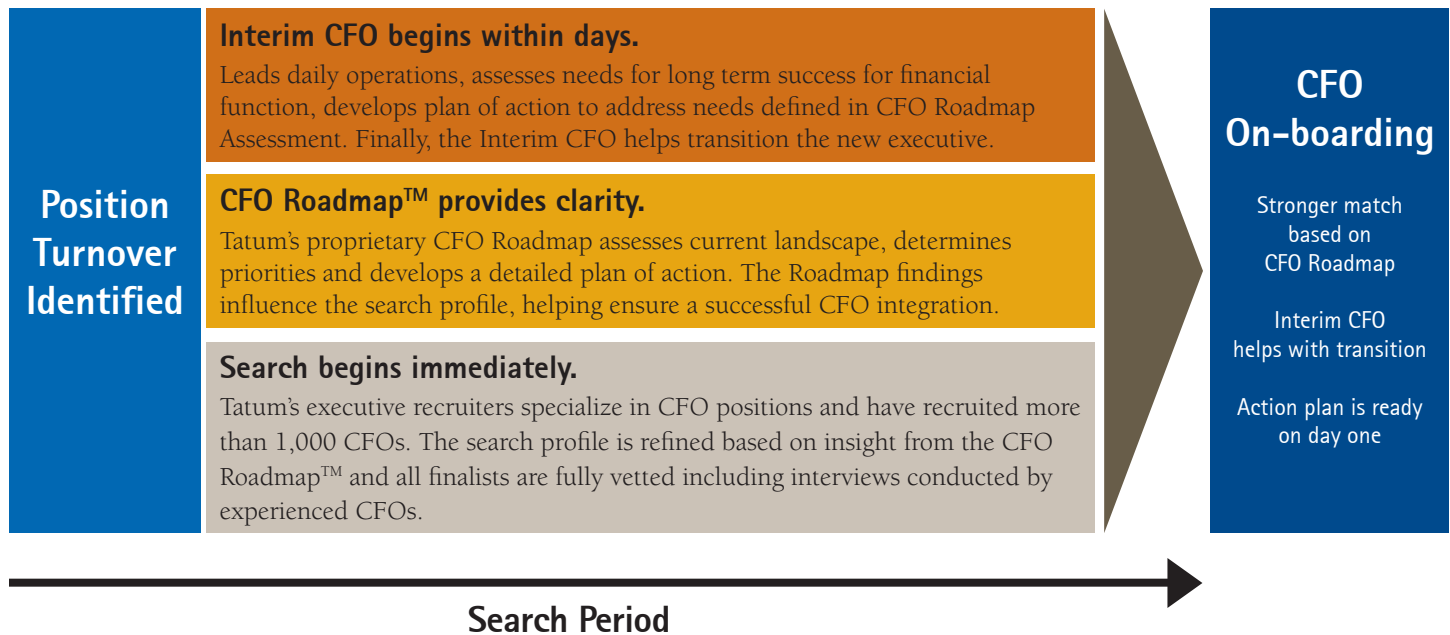 Position
Turnover
Identified
Interim CFO begins within days.
Leads daily operations, assesses needs for long term success for financial
function, develops plan of action to address needs defined in CFO Roadmap
Assessment. Finally, the Interim CFO helps transition the new executive.
CFO Roadmap™ provides clarity.
Tatum's proprietary CFO Roadmap assesses current landscape, determines
priorities and develops a detailed plan of action. The Roadmap findings
influence the search profile, helping ensure a successful CFO integration.
Search begins immediately.
Tatum's executive recruiters specialize in CFO positions and have recruited more
than 1,000 CFOs. The search profile is refined based on insight from the CFO
Roadmap™ and all finalists are fully vetted including interviews conducted by
experienced CFOs.
CFO
On-boarding
Stronger match
based on
CFO Roadmap
Interim CFO
helps with transition
Action plan is ready
on day one
Search Period